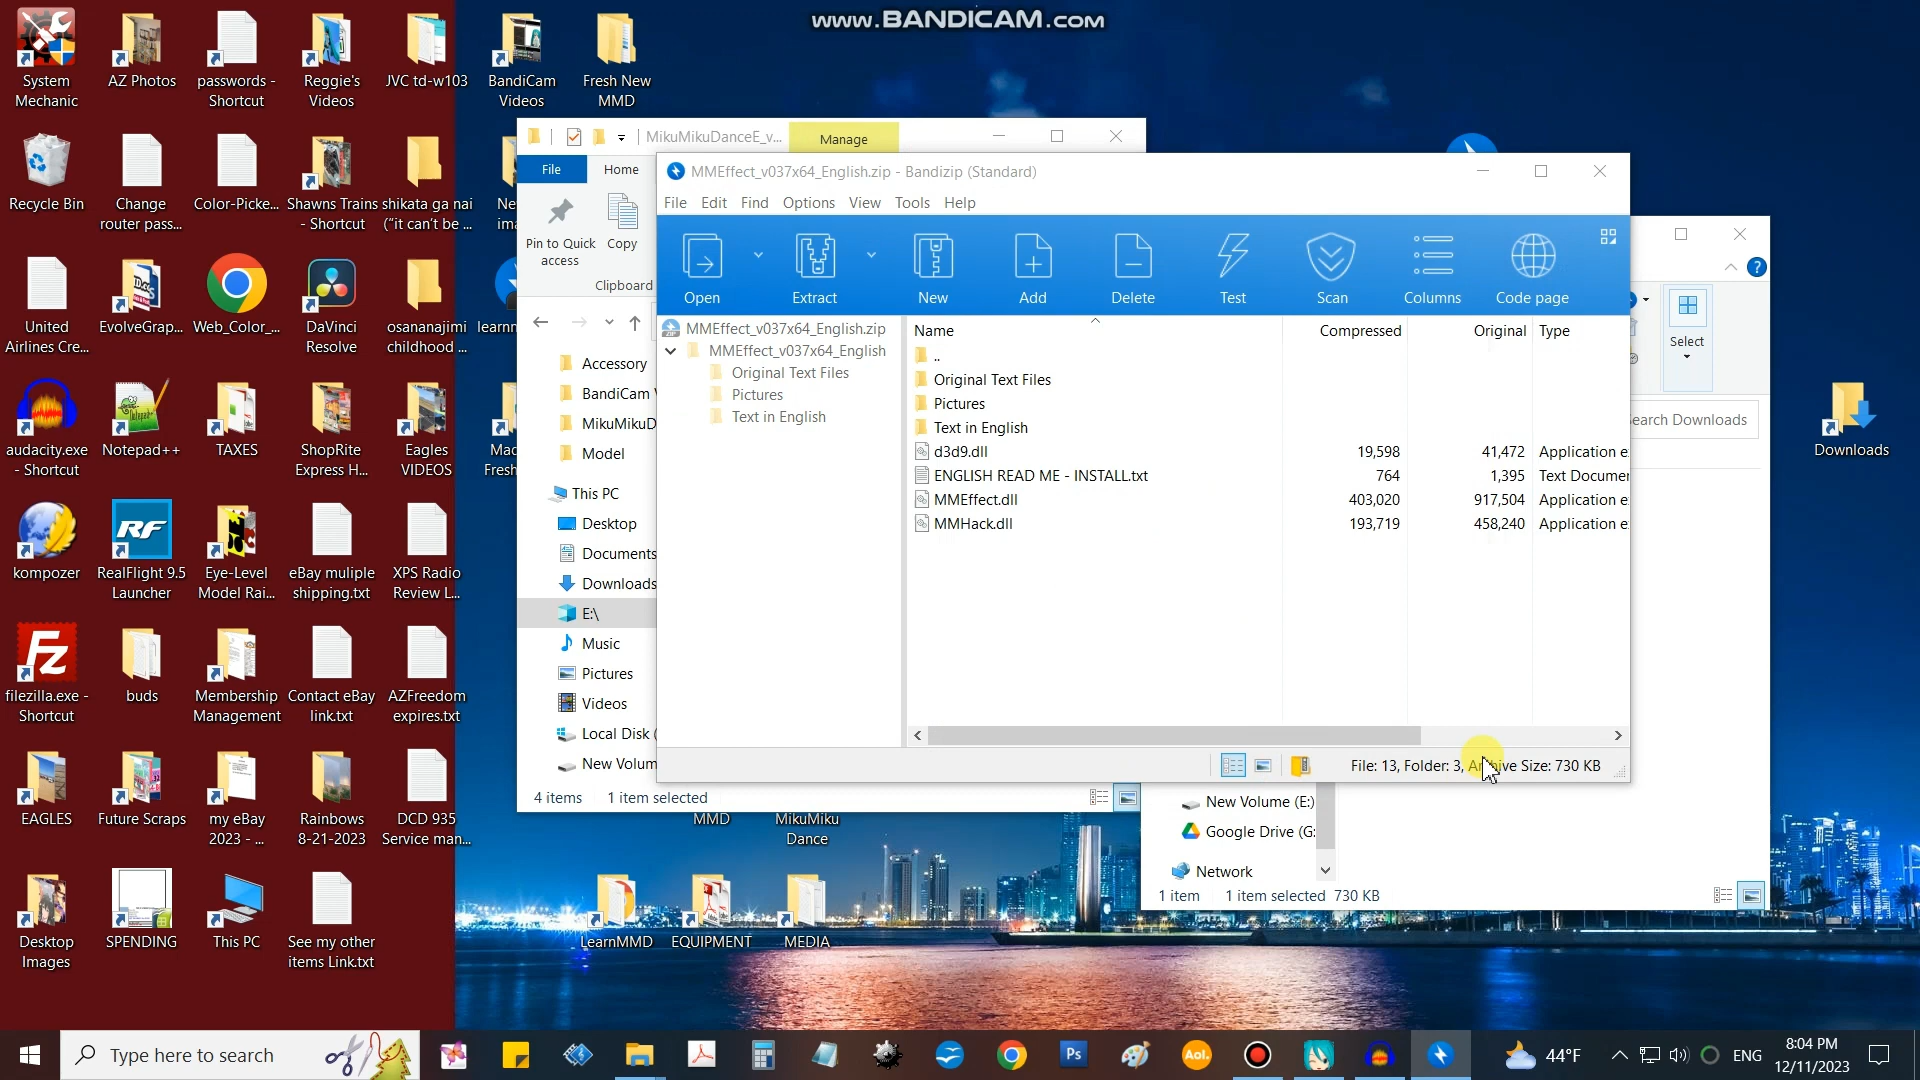 www.BANDICAM.com
System
Mechanic
AZ Photos
passwords -
Shortcut
Reggie's
Videos
JVC td-w103
BandiCam
Videos
Fresh New
MMD
Recycle Bin
Change
router pass...
Color-Picke...
Shawns Trains
- Shortcut
shikata ga nai
("it can't be ...
United
Airlines Cre...
EvolveGrap...
Web_Color_...
DaVinci
Resolve
osananajimi
childhood ...
audacity.exe
- Shortcut
Notepad++
TAXES
ShopRite
Express H...
Eagles
VIDEOS
kompozer
RealFlight 9.5
Launcher
Eye-Level
Model Rai...
eBay muliple
shipping.txt
XPS Radio
Review L...
filezilla.exe -
Shortcut
buds
Membership
Management
Contact eBay
link.txt
AZFreedom
expires.txt
EAGLES
Future Scraps
my eBay
2023 - ...
Rainbows
8-21-2023
DCD 935
Service man...
Desktop
Images
SPENDING
This PC
See my other
items Link.txt
MMD
MikuMiku
Dance
LearnMMD
EQUIPMENT
MEDIA
Downloads
MikuMikuDanceE_v...
Manage
File
Home
Pin to Quick
access
Copy
Clipboard
Accessory
BandiCam
MikuMikuD
Model
This PC
Desktop
Documents
Downloads
E:\
Music
Pictures
Videos
Local Disk
New Volum
4 items
1 item selected
MMEffect_v037x64_English.zip - Bandizip (Standard)
File Edit Find Options View Tools Help
Open
Extract
New
Add
Delete
Test
Scan
Columns
Code page
MMEffect_v037x64_English.zip
MMEffect_v037x64_English
Original Text Files
Pictures
Text in English
Name Compressed Original Type
..
Original Text Files
Pictures
Text in English
d3d9.dll 19,598 41,472 Application e
ENGLISH READ ME - INSTALL.txt 764 1,395 Text Documen
MMEffect.dll 403,020 917,504 Application e
MMHack.dll 193,719 458,240 Application e
File: 13, Folder: 3, Archive Size: 730 KB
Select
earch Downloads
New Volume (E:)
Google Drive (G:
Network
1 item
1 item selected 730 KB
Type here to search
RF
Ps
Aol.
44°F
ENG
8:04 PM
12/11/2023